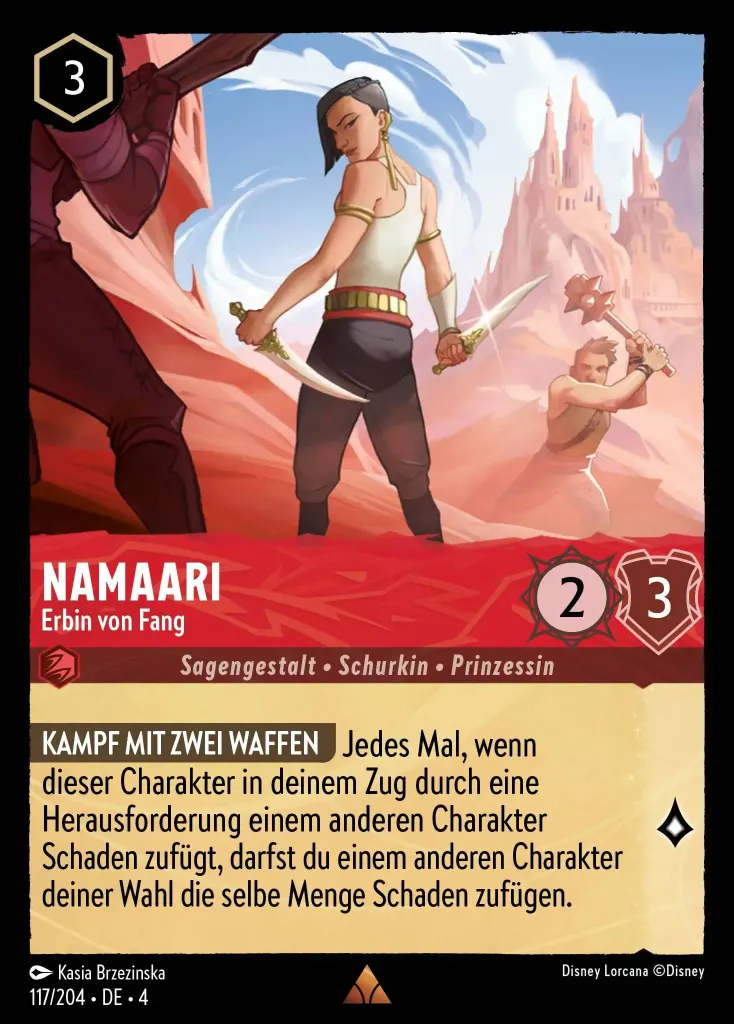 3
NAMAARI
Erbin von Fang
2
3
Sagengestalt • Schurkin • Prinzessin
KAMPF MIT ZWEI WAFFEN Jedes Mal, wenn
dieser Charakter in deinem Zug durch eine
Herausforderung einem anderen Charakter
Schaden zufügt, darfst du einem anderen Charakter
deiner Wahl die selbe Menge Schaden zufügen.
Kasia Brzezinska
Disney Lorcana ©Disney
117/204 • DE • 4